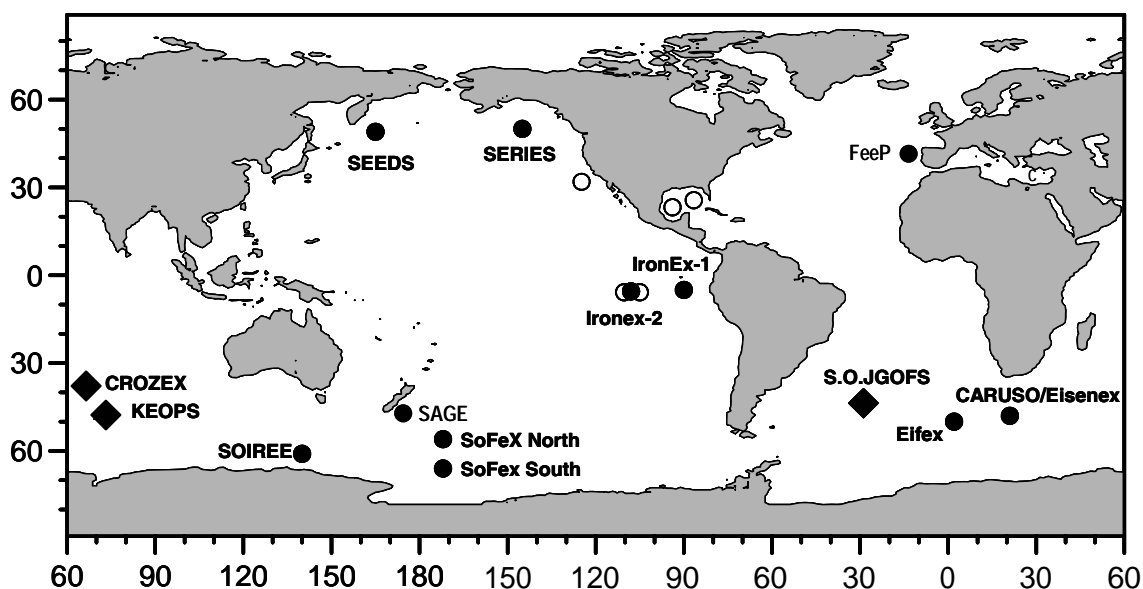 60
SEEDS
SERIES
FeeP
30
IronEx-1
0
Ironex-2
30
CROZEX
S.O.JGOFS
KEOPS
SAGE
CARUSO/Eisenex
SoFeX North
Eifex
60
SOIREE
SoFex South
60 90 120 150 180 150 120 90 60 30 0 30 60